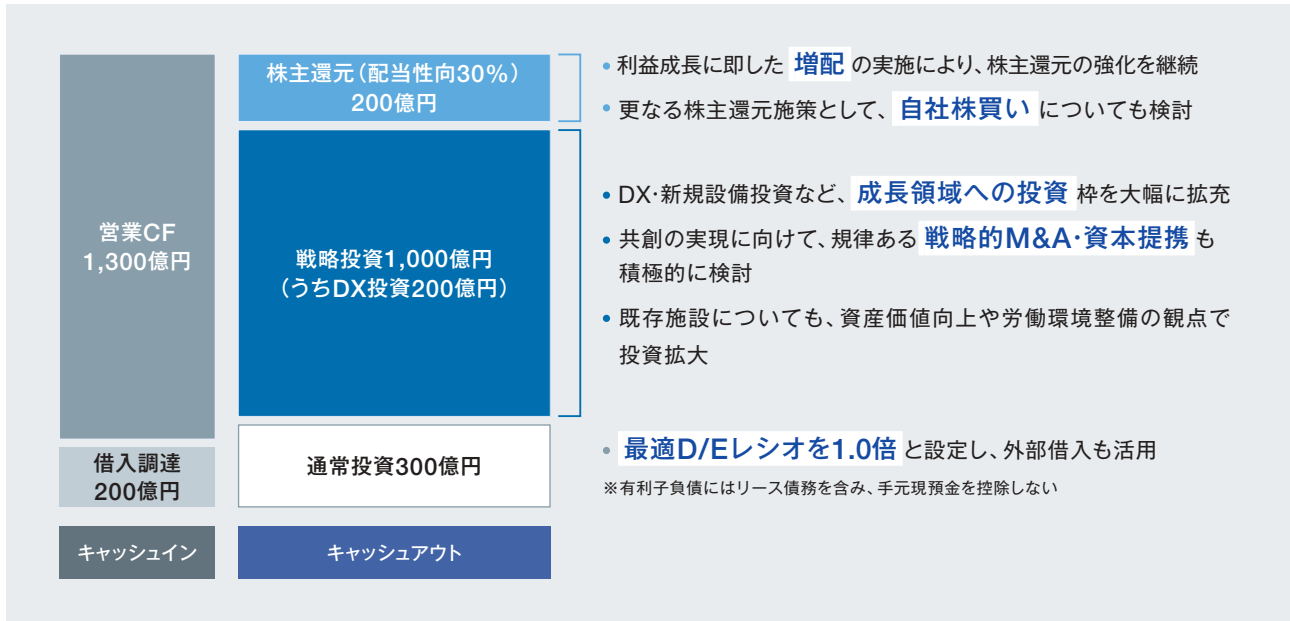 営業CF
1,300億円
借入調達
200億円
キャッシュイン
株主還元（配当性向30%）
200億円
戦略投資1,000億円
（うちDX投資200億円）
通常投資300億円
キャッシュアウト
• 利益成長に即した 増配 の実施により、株主還元の強化を継続
• 更なる株主還元施策として、 自社株買い についても検討
• DX・新規設備投資など、 成長領域への投資 枠を大幅に拡充
• 共創の実現に向けて、規律ある 戦略的M&A・資本提携 も
積極的に検討
• 既存施設についても、資産価値向上や労働環境整備の観点で
投資拡大
• 最適D/Eレシオを1.0倍 と設定し、外部借入も活用
※有利子負債にはリース債務を含み、手元現預金を控除しない